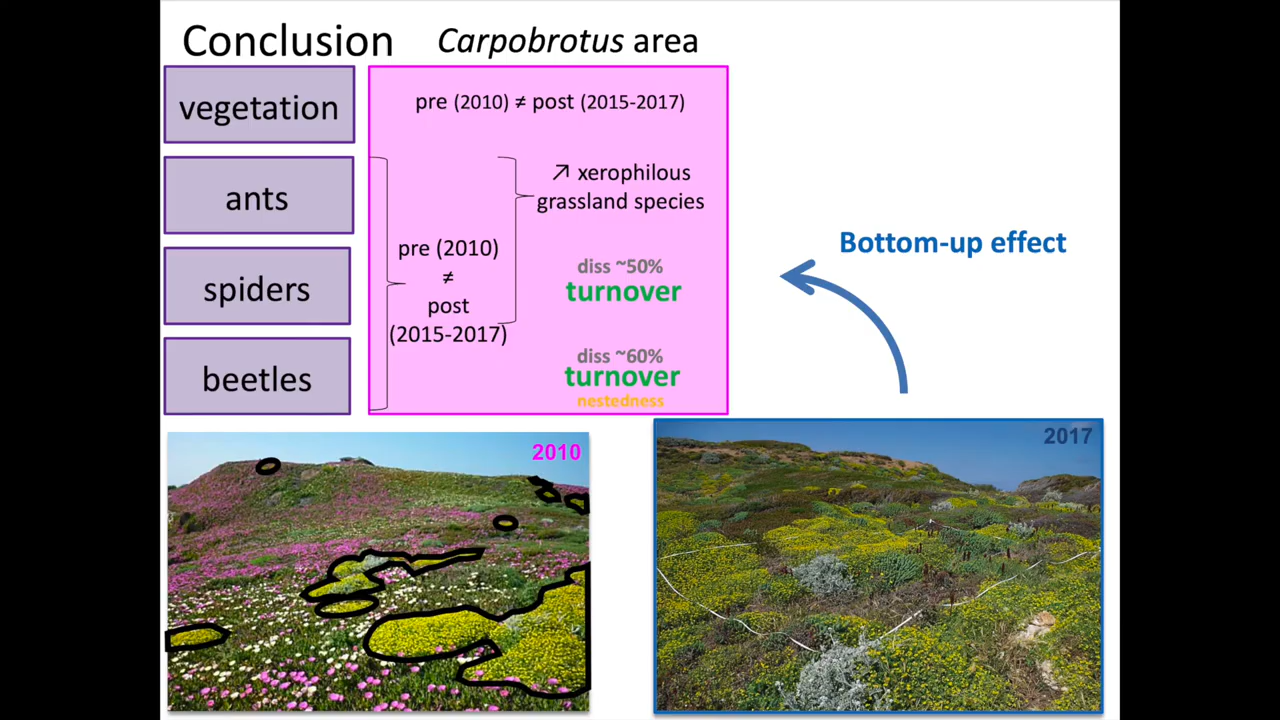 Conclusion
Carpobrotus area
vegetation
pre (2010) ≠ post (2015-2017)
ants
↗ xerophilous
grassland species
pre (2010)
≠
post
(2015-2017)
spiders
diss ~50%
turnover
beetles
diss ~60%
turnover
nestedness
Bottom-up effect
2010
2017